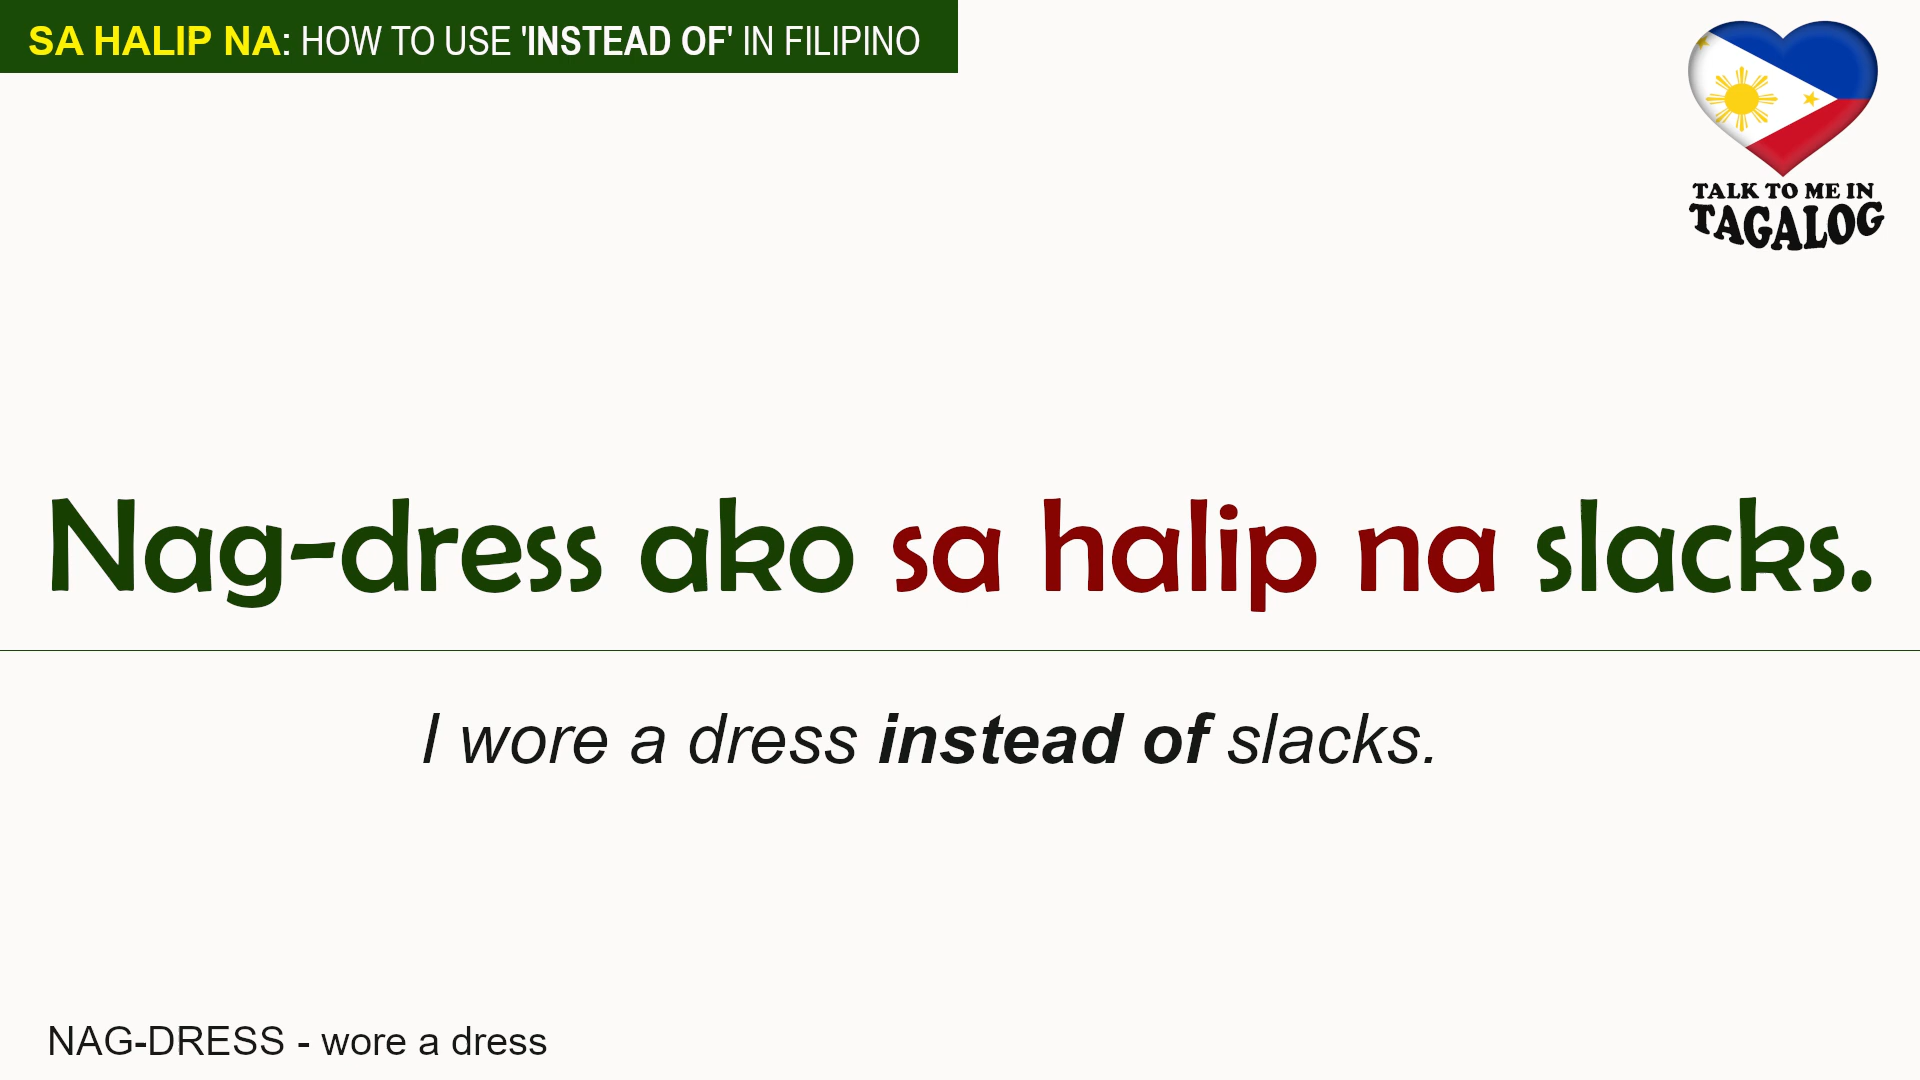 SA HALIP NA: HOW TO USE 'INSTEAD OF' IN FILIPINO
TALK TO ME IN
TAGALOG
Nag-dress ako sa halip na slacks.
I wore a dress instead of slacks.
NAG-DRESS - wore a dress